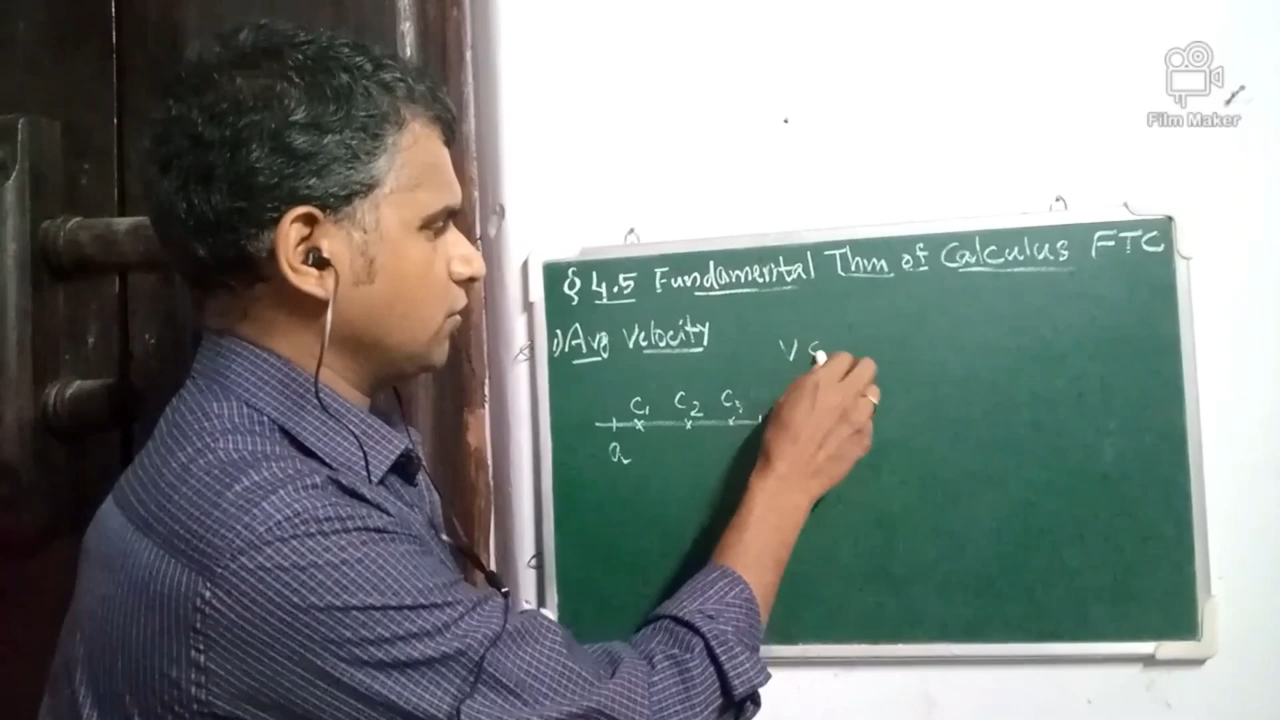 Film Maker
§ 4.5 Fundamental Thm of Calculus FTC
1) Avg Velocity
V
C1 C2 C3
a